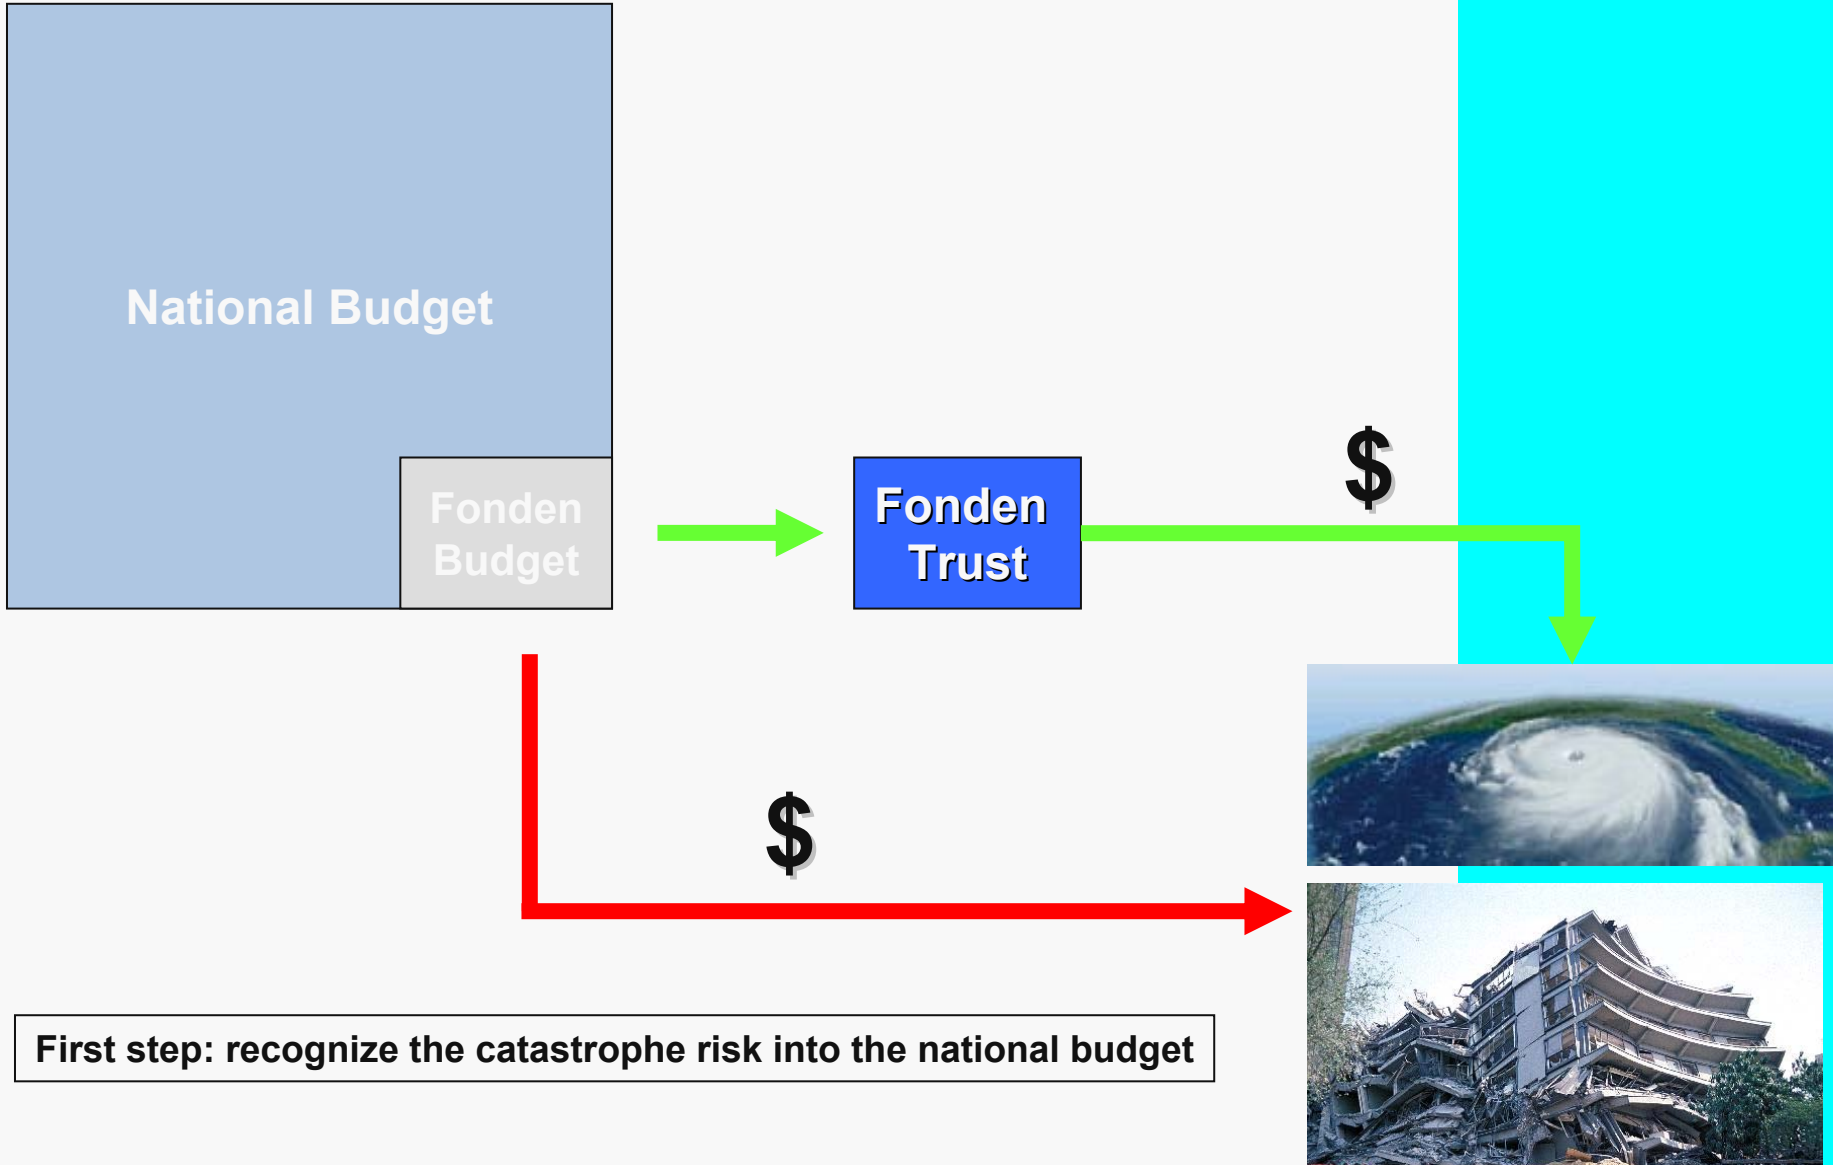 National Budget
Fonden
Budget
Fonden
Trust
$
$
First step: recognize the catastrophe risk into the national budget